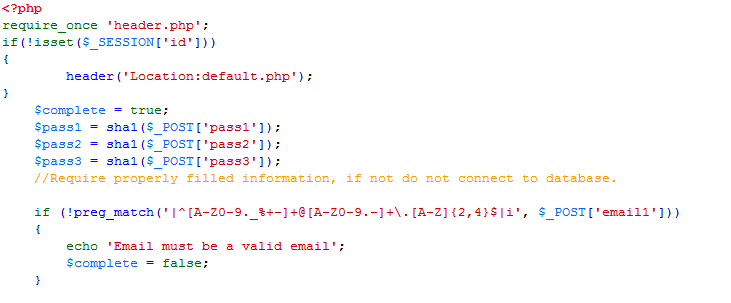 <?php
require_once 'header.php';
if(!isset($_SESSION['id']))
{
header('Location:default.php');
}
$complete = true;
$pass1 = sha1($_POST['pass1']);
$pass2 = sha1($_POST['pass2']);
$pass3 = sha1($_POST['pass3']);
//Require properly filled information, if not do not connect to database.
if (!preg_match('|^[A-Z0-9._%+-]+@[A-Z0-9.-]+\.[A-Z]{2,4}$|i', $_POST['email1']))
{
echo 'Email must be a valid email';
$complete = false;
}